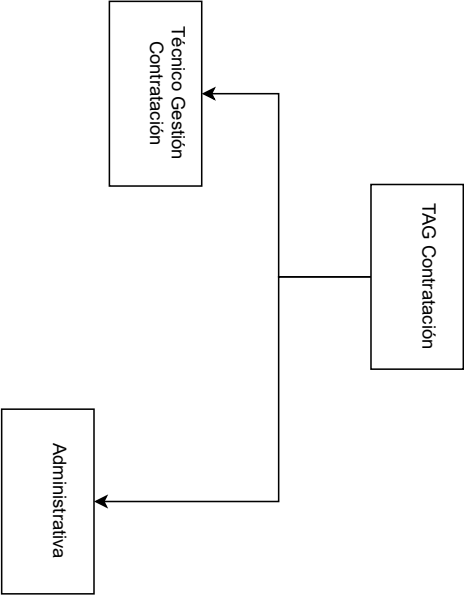 TAG Contratación
Técnico Gestión
Contratación
Administrativa